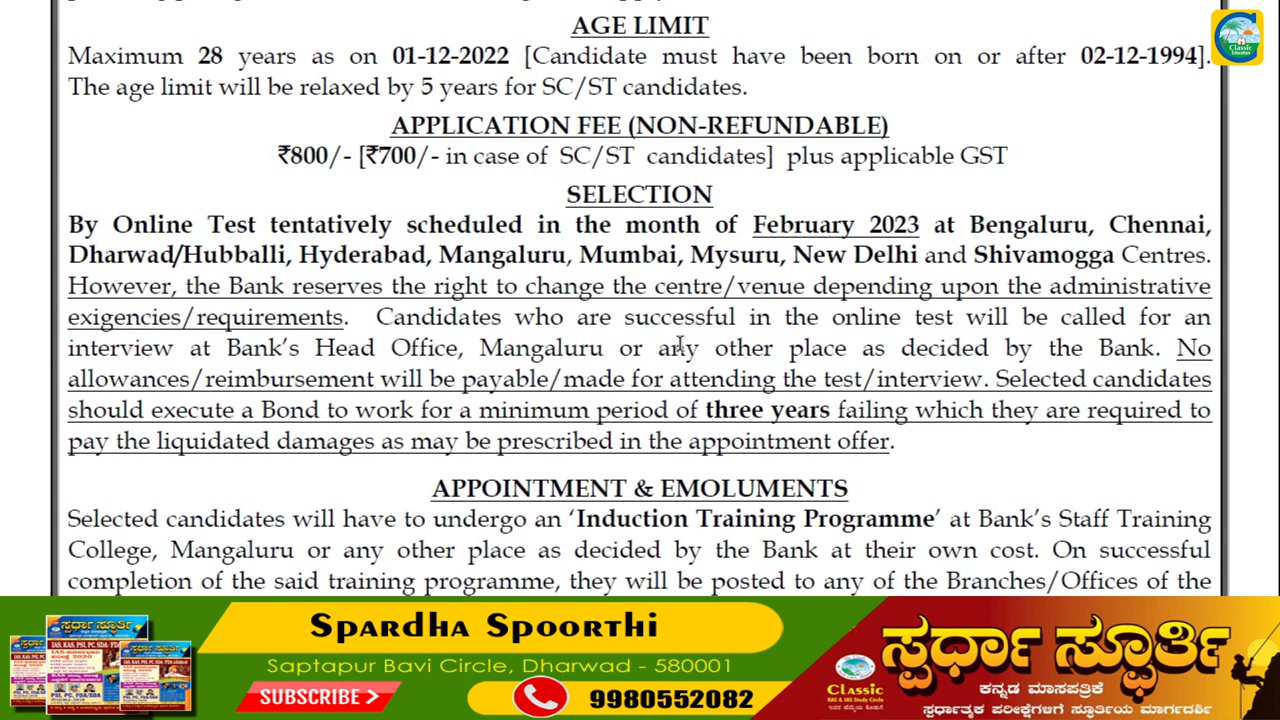 AGE LIMIT
Maximum 28 years as on 01-12-2022 [Candidate must have been born on or after 02-12-1994].
The age limit will be relaxed by 5 years for SC/ST candidates.
APPLICATION FEE (NON-REFUNDABLE)
₹800/- [₹700/- in case of SC/ST candidates] plus applicable GST
SELECTION
By Online Test tentatively scheduled in the month of February 2023 at Bengaluru, Chennai,
Dharwad/Hubballi, Hyderabad, Mangaluru, Mumbai, Mysuru, New Delhi and Shivamogga Centres.
However, the Bank reserves the right to change the centre/venue depending upon the administrative
exigencies/requirements. Candidates who are successful in the online test will be called for an
interview at Bank's Head Office, Mangaluru or any other place as decided by the Bank. No
allowances/reimbursement will be payable/made for attending the test/interview. Selected candidates
should execute a Bond to work for a minimum period of three years failing which they are required to
pay the liquidated damages as may be prescribed in the appointment offer.
APPOINTMENT & EMOLUMENTS
Selected candidates will have to undergo an 'Induction Training Programme' at Bank's Staff Training
College, Mangaluru or any other place as decided by the Bank at their own cost. On successful
completion of the said training programme, they will be posted to any of the Branches/Offices of the
Classic
Education
Spardha Spoorthi
Saptapur Bavi Circle, Dharwad - 580001
SUBSCRIBE
9980552082
ಸ್ಪರ್ಧಾ ಸ್ಫೂರ್ತಿ
ಸ್ಪರ್ಧಾ ಸ್ಫೂರ್ತಿ
ಕನ್ನಡ ಮಾಸಪತ್ರಿಕೆ
ಸ್ಪರ್ಧಾತ್ಮಕ ಪರೀಕ್ಷೆಗಳಿಗೆ ಸ್ಫೂರ್ತಿಯ ಮಾರ್ಗದರ್ಶಿ
Classic
KAS & IAS Study Circle